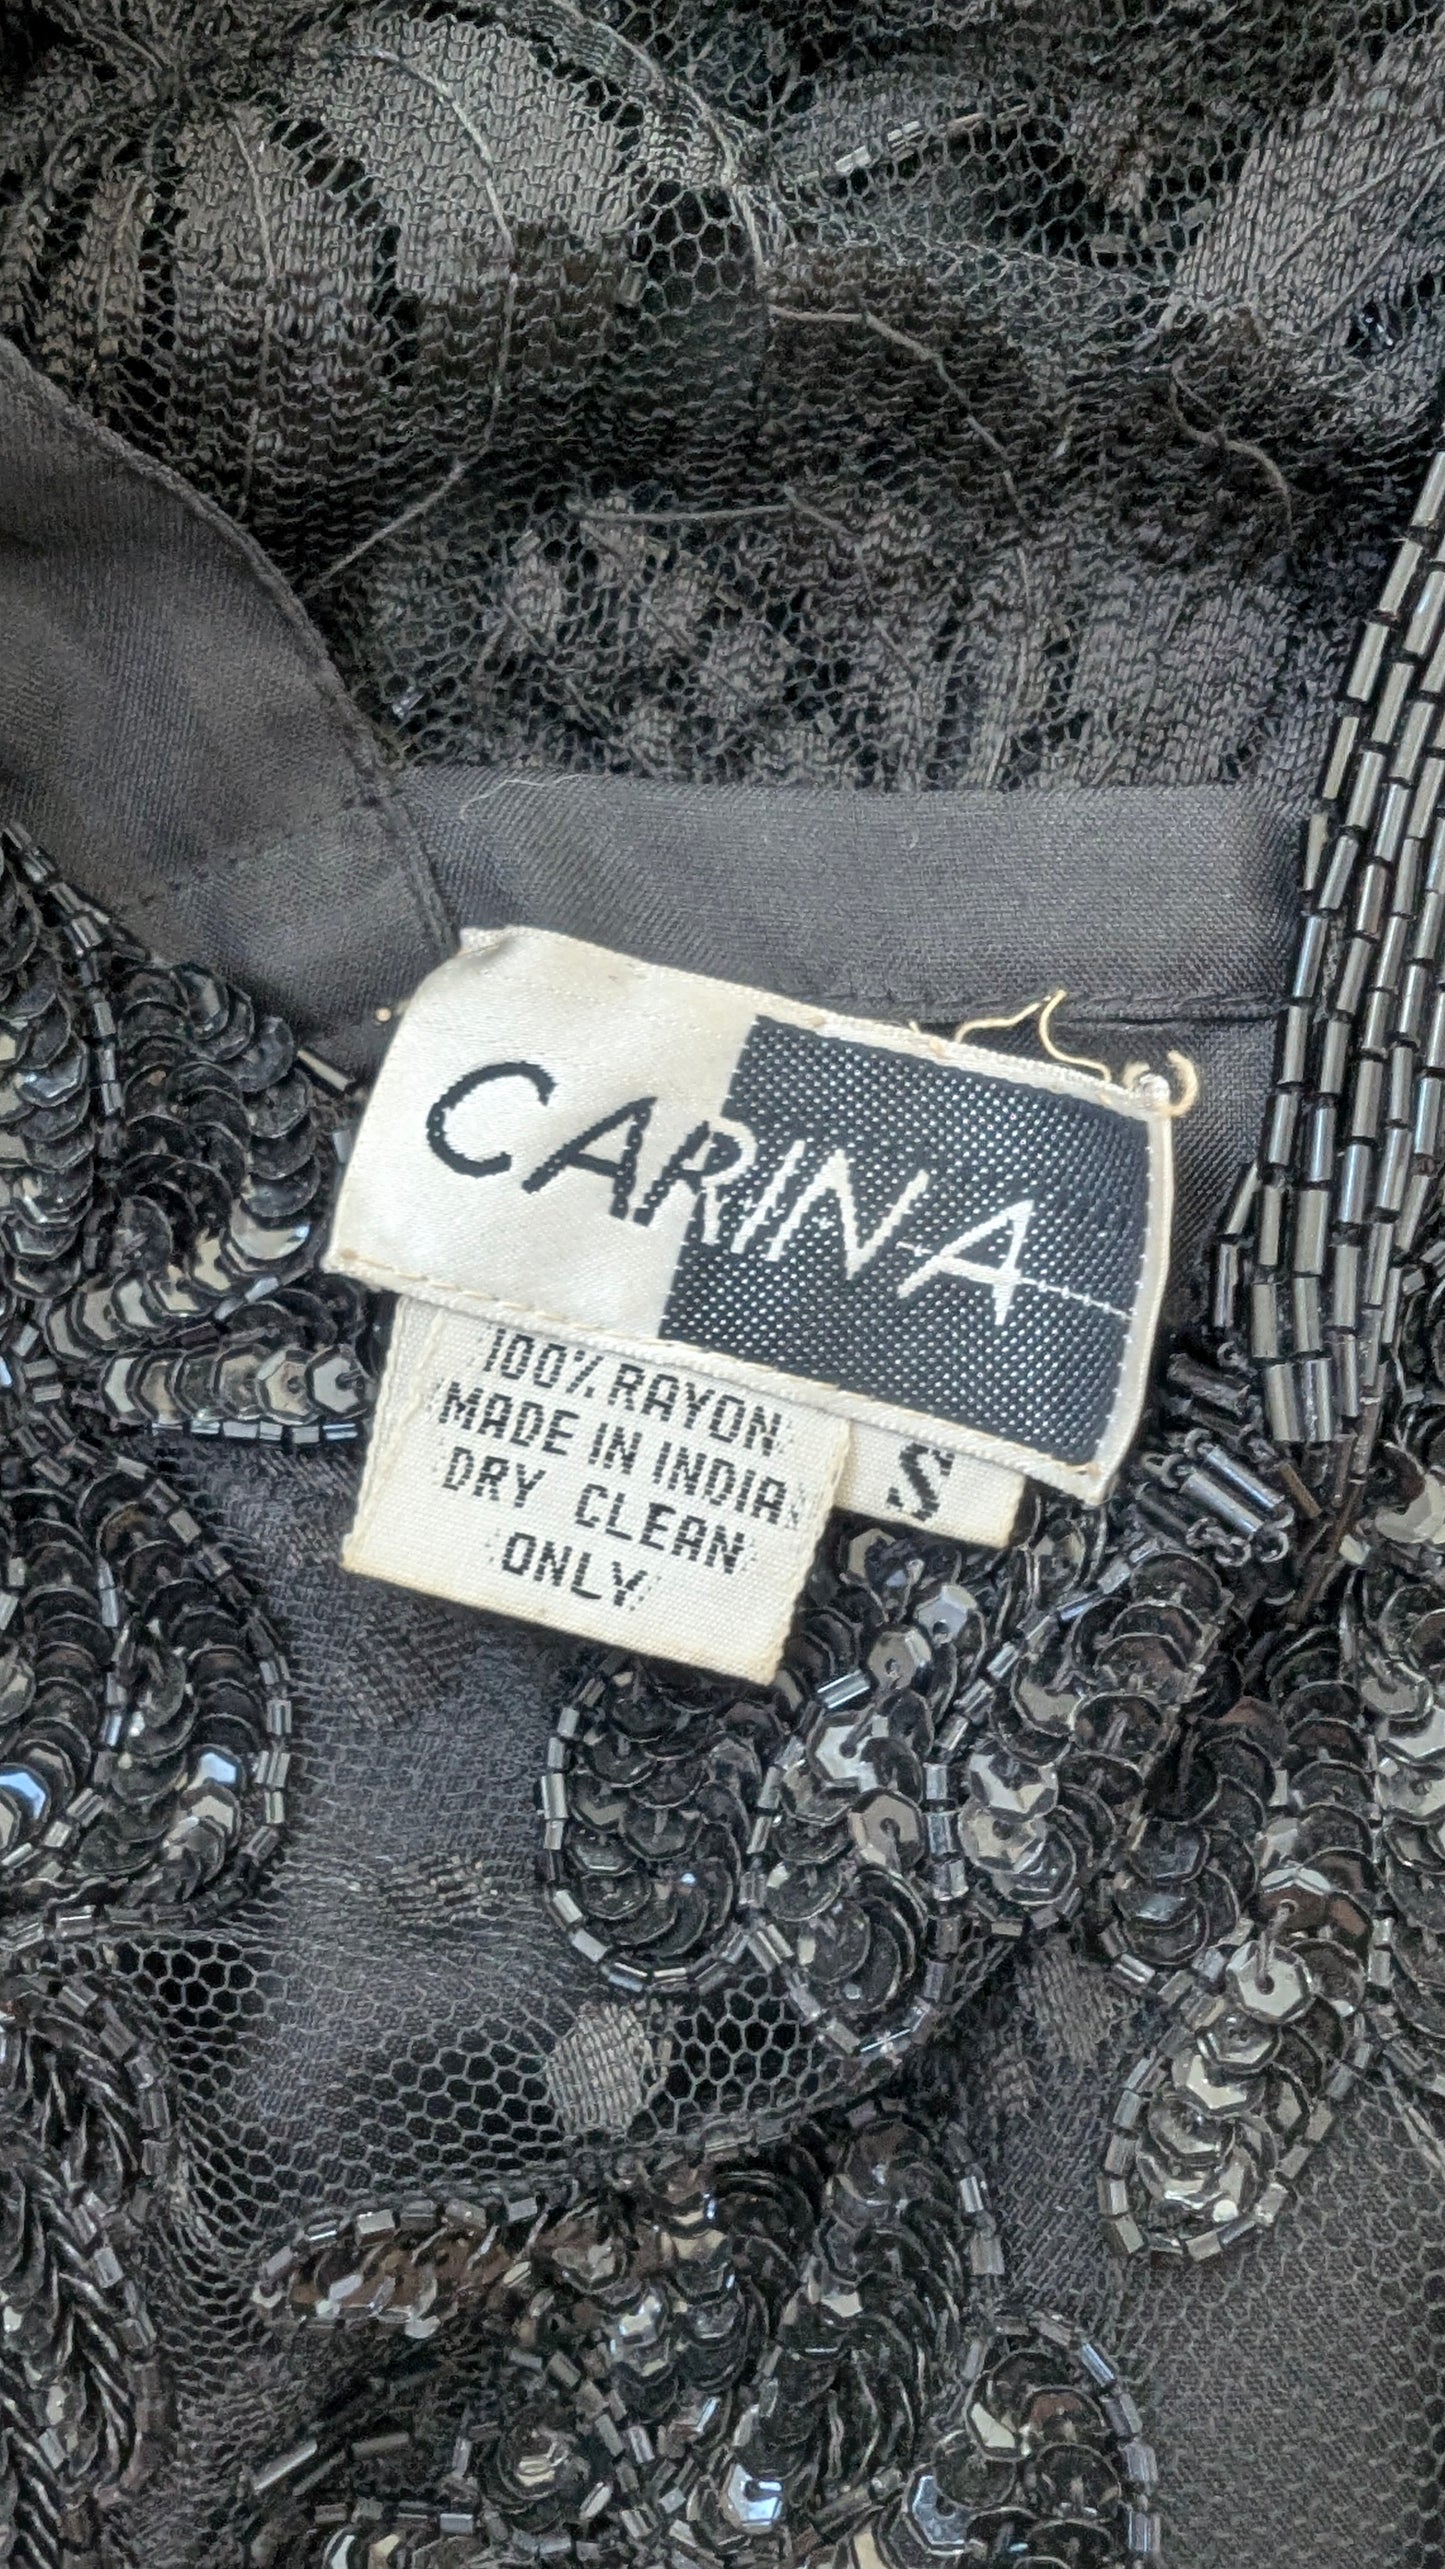 CARINA
100% RAYON
MADE IN INDIA
DRY CLEAN
ONLY
S